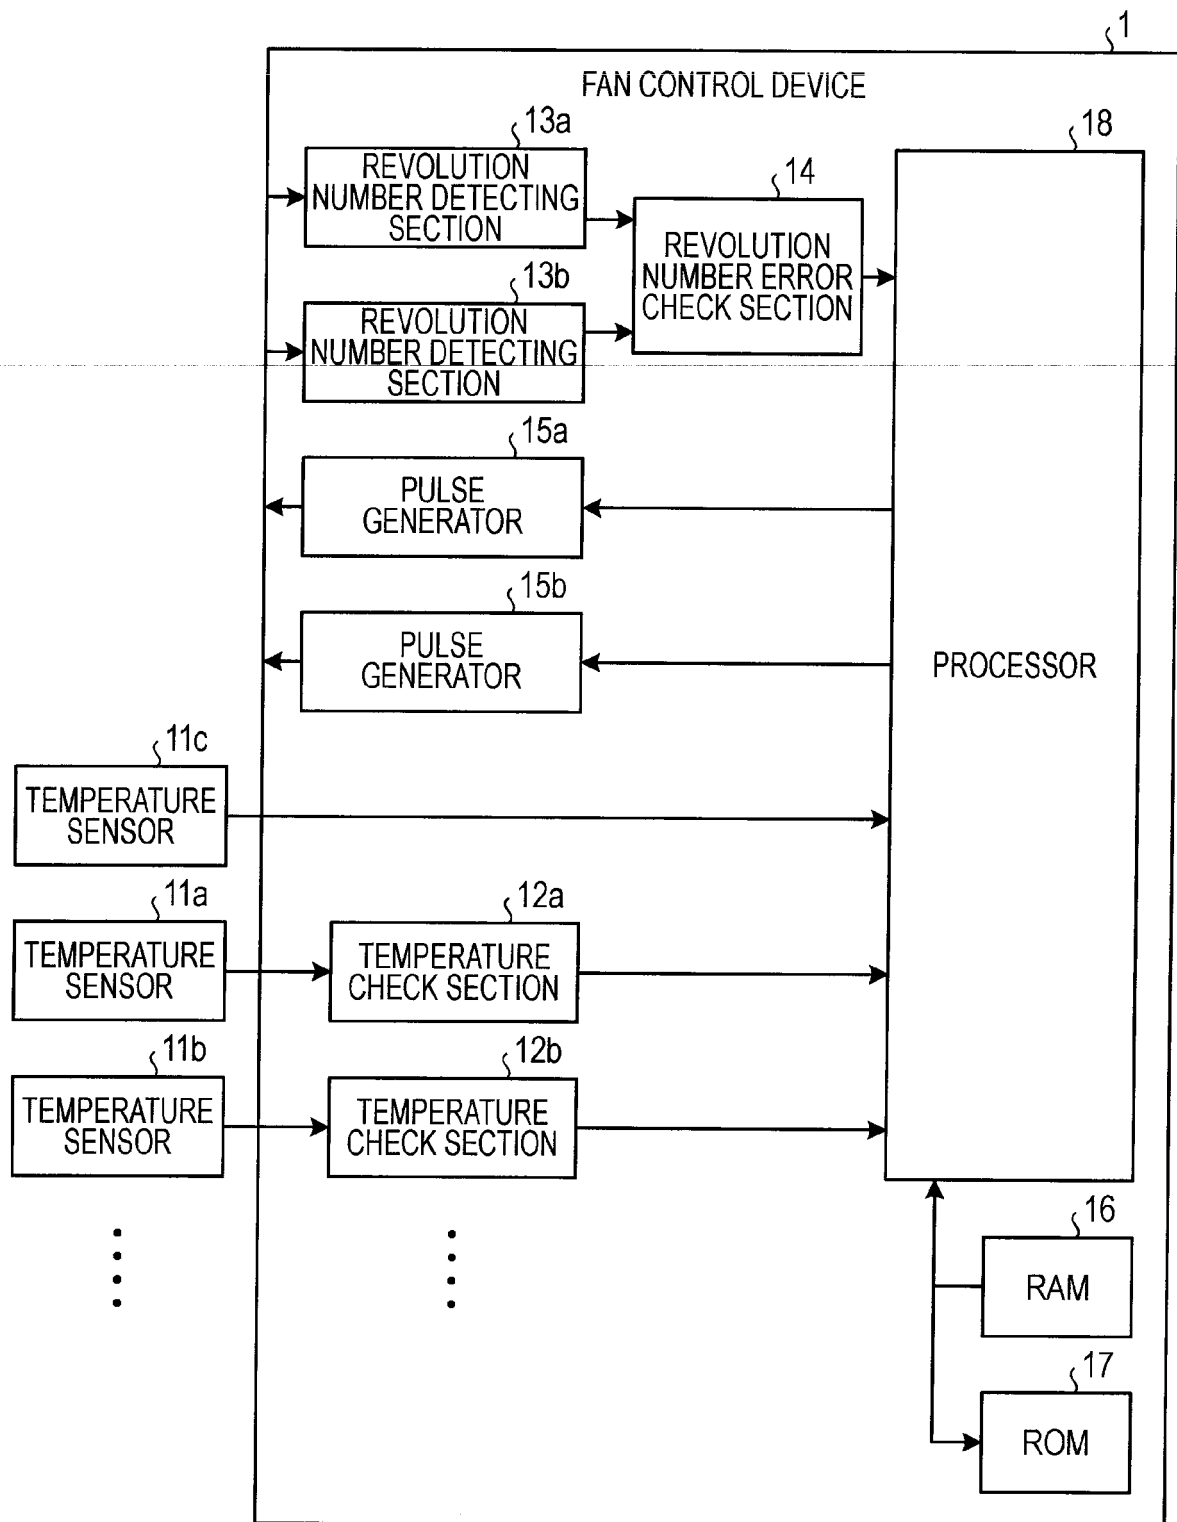 1
FAN CONTROL DEVICE
13a
REVOLUTION
NUMBER DETECTING
SECTION
18
14
REVOLUTION
NUMBER ERROR
CHECK SECTION
13b
REVOLUTION
NUMBER DETECTING
SECTION
15a
PULSE
GENERATOR
15b
PULSE
GENERATOR
PROCESSOR
11c
TEMPERATURE
SENSOR
11a
TEMPERATURE
SENSOR
12a
TEMPERATURE
CHECK SECTION
11b
TEMPERATURE
SENSOR
12b
TEMPERATURE
CHECK SECTION
16
RAM
17
ROM